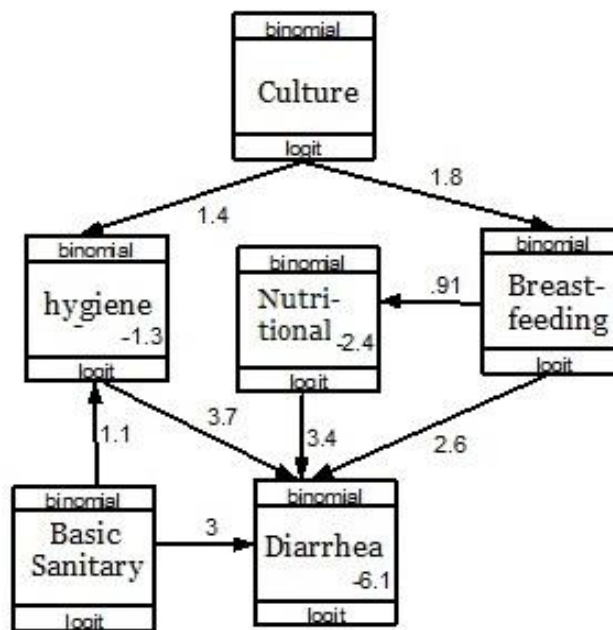 binomial
Culture
logit
1.4
1.8
binomial
hygiene
-1.3
logit
binomial
Nutri-
tional
-2.4
logit
.91
binomial
Breast-
feeding
logit
1.1
3.7
3.4
2.6
binomial
Basic
Sanitary
logit
3
binomial
Diarrhea
-6.1
logit